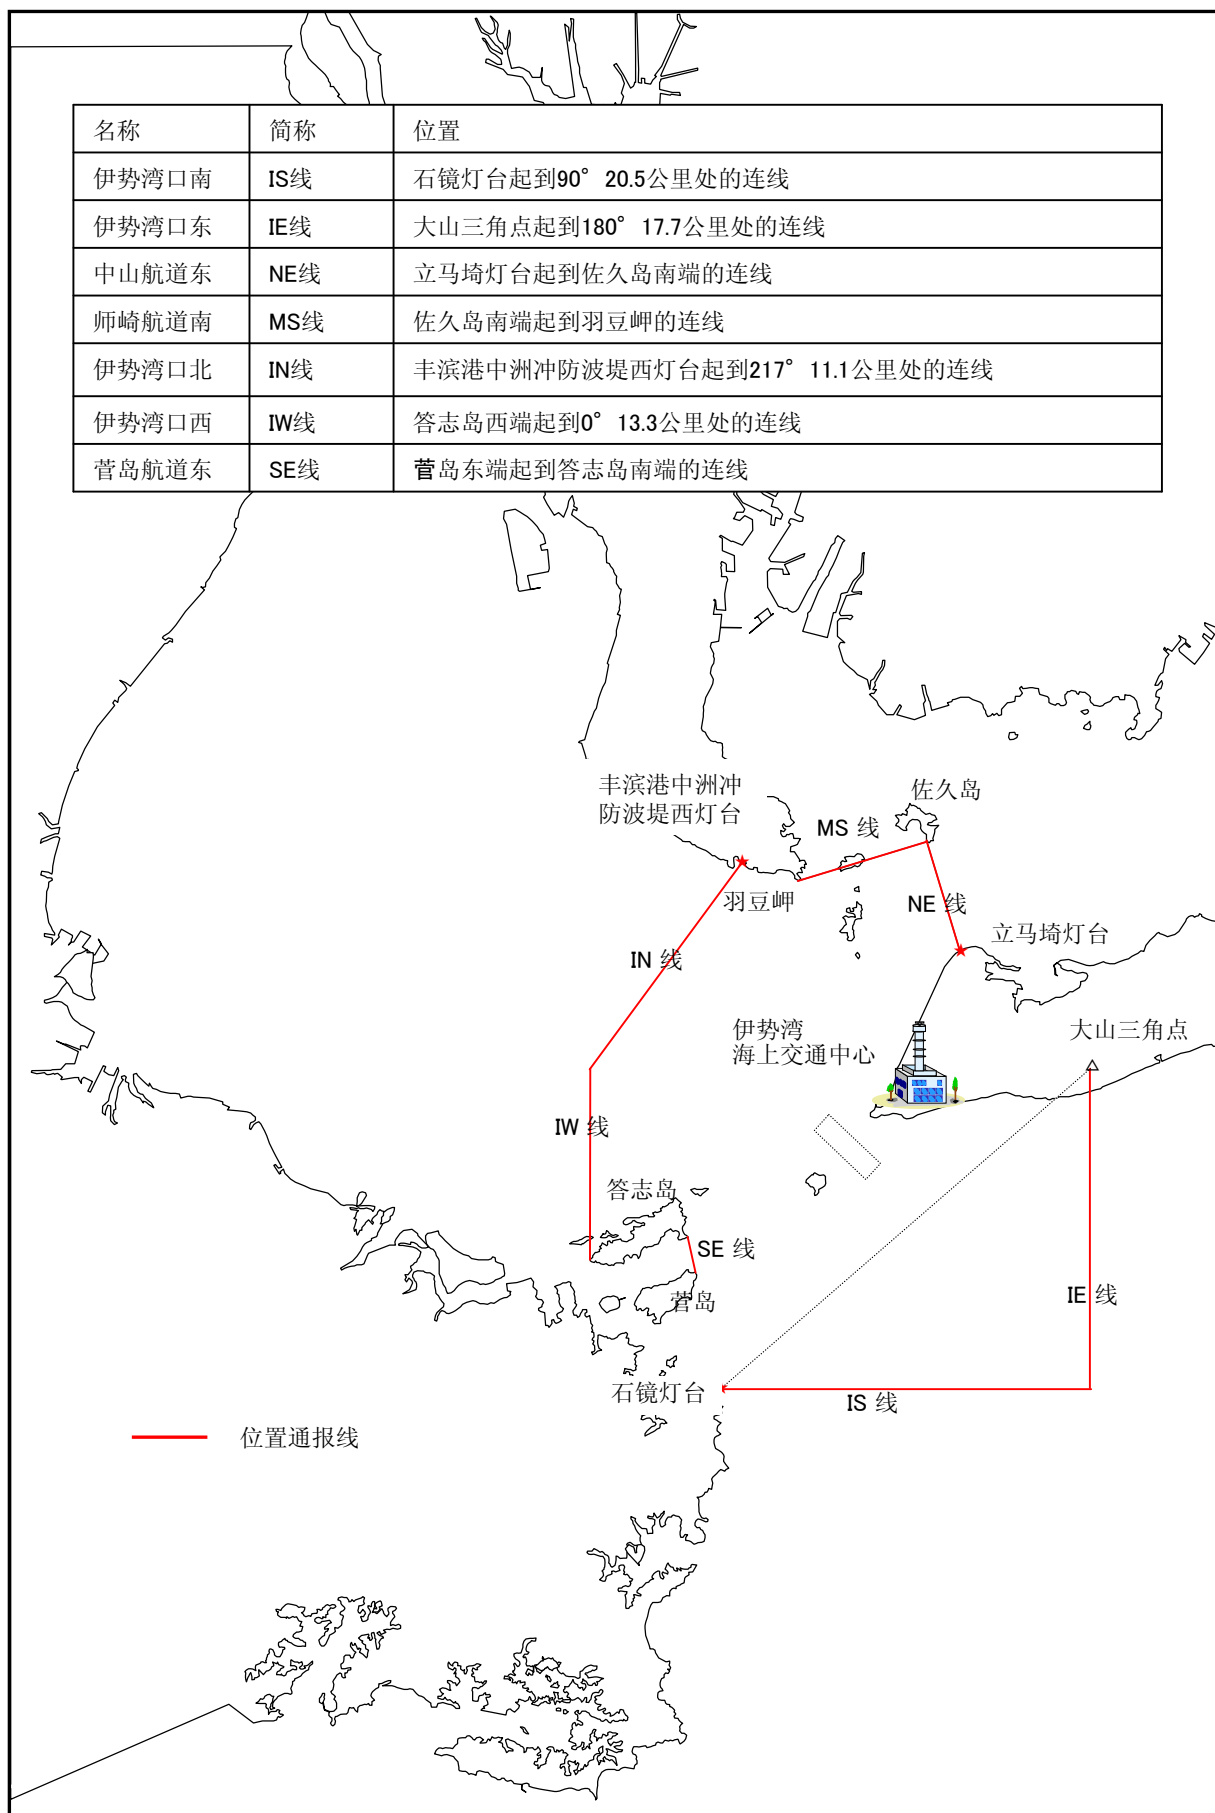 名称 简称 位置
伊势湾口南 IS线 石镜灯台起到90° 20.5公里处的连线
伊势湾口东 IE线 大山三角点起到180° 17.7公里处的连线
中山航道东 NE线 立马埼灯台起到佐久岛南端的连线
师崎航道南 MS线 佐久岛南端起到羽豆岬的连线
伊势湾口北 IN线 丰滨港中洲冲防波堤西灯台起到217° 11.1公里处的连线
伊势湾口西 IW线 答志岛西端起到0° 13.3公里处的连线
菅岛航道东 SE线 菅岛东端起到答志岛南端的连线
丰滨港中洲冲
防波堤西灯台
佐久岛
MS 线
羽豆岬
NE 线
立马埼灯台
IN 线
伊势湾
海上交通中心
大山三角点
IW 线
答志岛
SE 线
菅岛
IE 线
石镜灯台
IS 线
位置通报线